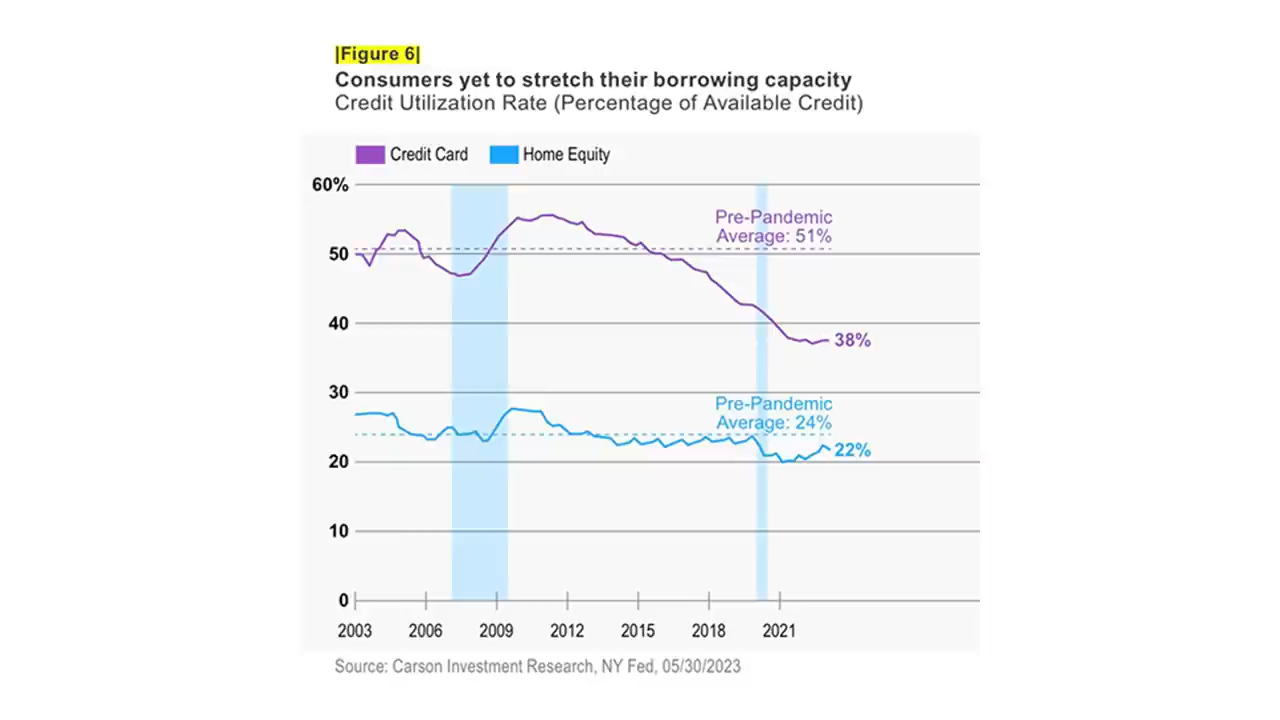 |Figure 6|
Consumers yet to stretch their borrowing capacity
Credit Utilization Rate (Percentage of Available Credit)
Credit Card Home Equity
60%
Pre-Pandemic
Average: 51%
50
40
38%
30
Pre-Pandemic
Average: 24%
22%
20
10
0
2003 2006 2009 2012 2015 2018 2021
Source: Carson Investment Research, NY Fed, 05/30/2023